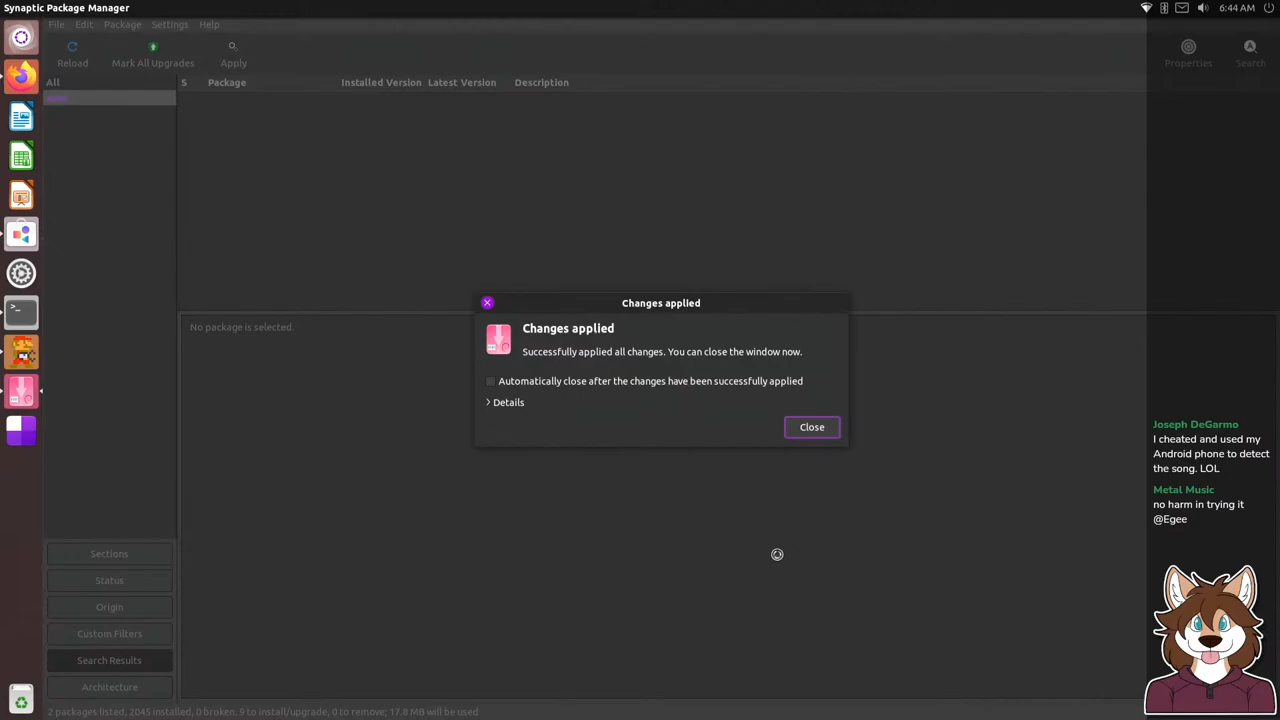 Synaptic Package Manager
6:44 AM
File Edit Package Settings Help
Reload Mark All Upgrades Apply
Properties Search
All
S Package Installed Version Latest Version Description
No package is selected.
Changes applied
Changes applied
Successfully applied all changes. You can close the window now.
Automatically close after the changes have been successfully applied
Details
Close
Joseph DeGarmo
I cheated and used my
Android phone to detect
the song. LOL
Metal Music
no harm in trying it
@Egee
Sections
Status
Origin
Custom Filters
Search Results
Architecture
2 packages listed, 2045 installed, 0 broken. 9 to install/upgrade, 0 to remove; 17.8 MB will be used